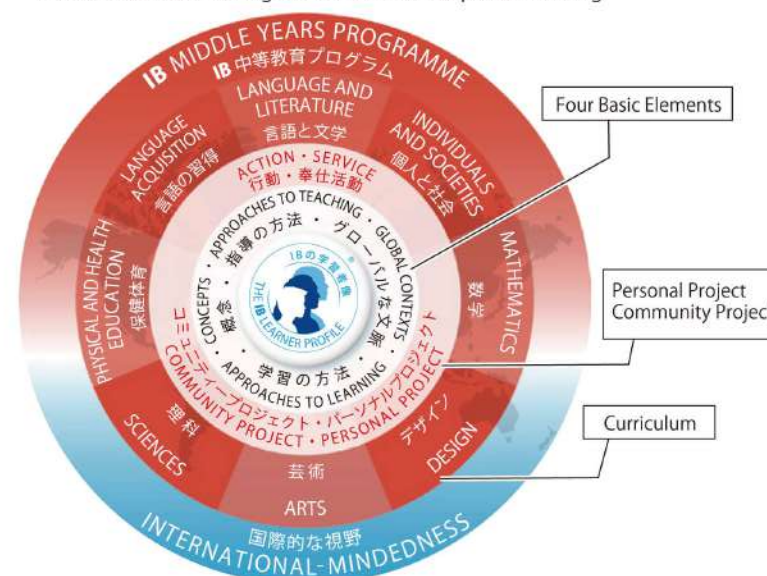 IB MIDDLE YEARS PROGRAMME
IB 中等教育プログラム
LANGUAGE AND
LITERATURE
言語と文学
INDIVIDUALS
AND SOCIETIES
個人と社会
MATHEMATICS
数学
DESIGN
デザイン
ARTS
芸術
SCIENCES
理科
PHYSICAL AND HEALTH
EDUCATION
保健体育
LANGUAGE
ACQUISITION
言語の習得
ACTION・SERVICE
行動・奉仕活動
コミュニティープロジェクト・パーソナルプロジェクト
COMMUNITY PROJECT・PERSONAL PROJECT
APPROACHES TO TEACHING・GLOBAL CONTEXTS
・APPROACHES TO LEARNING・
CONCEPTS・
概念・指導の方法・グローバルな文脈・学習の方法・
IBの学習者像
THE IB LEARNER PROFILE
®
国際的な視野
INTERNATIONAL-MINDEDNESS
Four Basic Elements
Personal Project
Community Projec
Curriculum